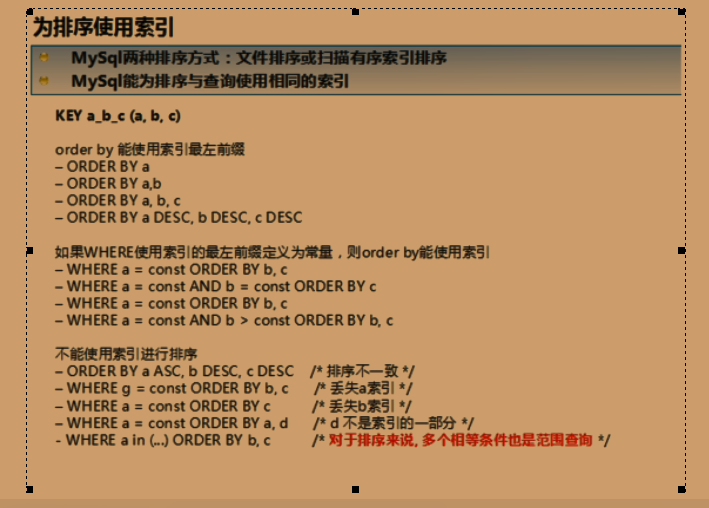 为排序使用索引
MySql两种排序方式：文件排序或扫描有序索引排序
MySql能为排序与查询使用相同的索引
KEY a_b_c (a, b, c)
order by 能使用索引最左前缀
– ORDER BY a
– ORDER BY a,b
– ORDER BY a, b, c
– ORDER BY a DESC, b DESC, c DESC
如果WHERE使用索引的最左前缀定义为常量，则order by能使用索引
– WHERE a = const ORDER BY b, c
– WHERE a = const AND b = const ORDER BY c
– WHERE a = const ORDER BY b, c
– WHERE a = const AND b > const ORDER BY b, c
不能使用索引进行排序
– ORDER BY a ASC, b DESC, c DESC /* 排序不一致 */
– WHERE g = const ORDER BY b, c /* 丢失a索引 */
– WHERE a = const ORDER BY c /* 丢失b索引 */
– WHERE a = const ORDER BY a, d /* d 不是索引的一部分 */
- WHERE a in (...) ORDER BY b, c /* 对于排序来说, 多个相等条件也是范围查询 */